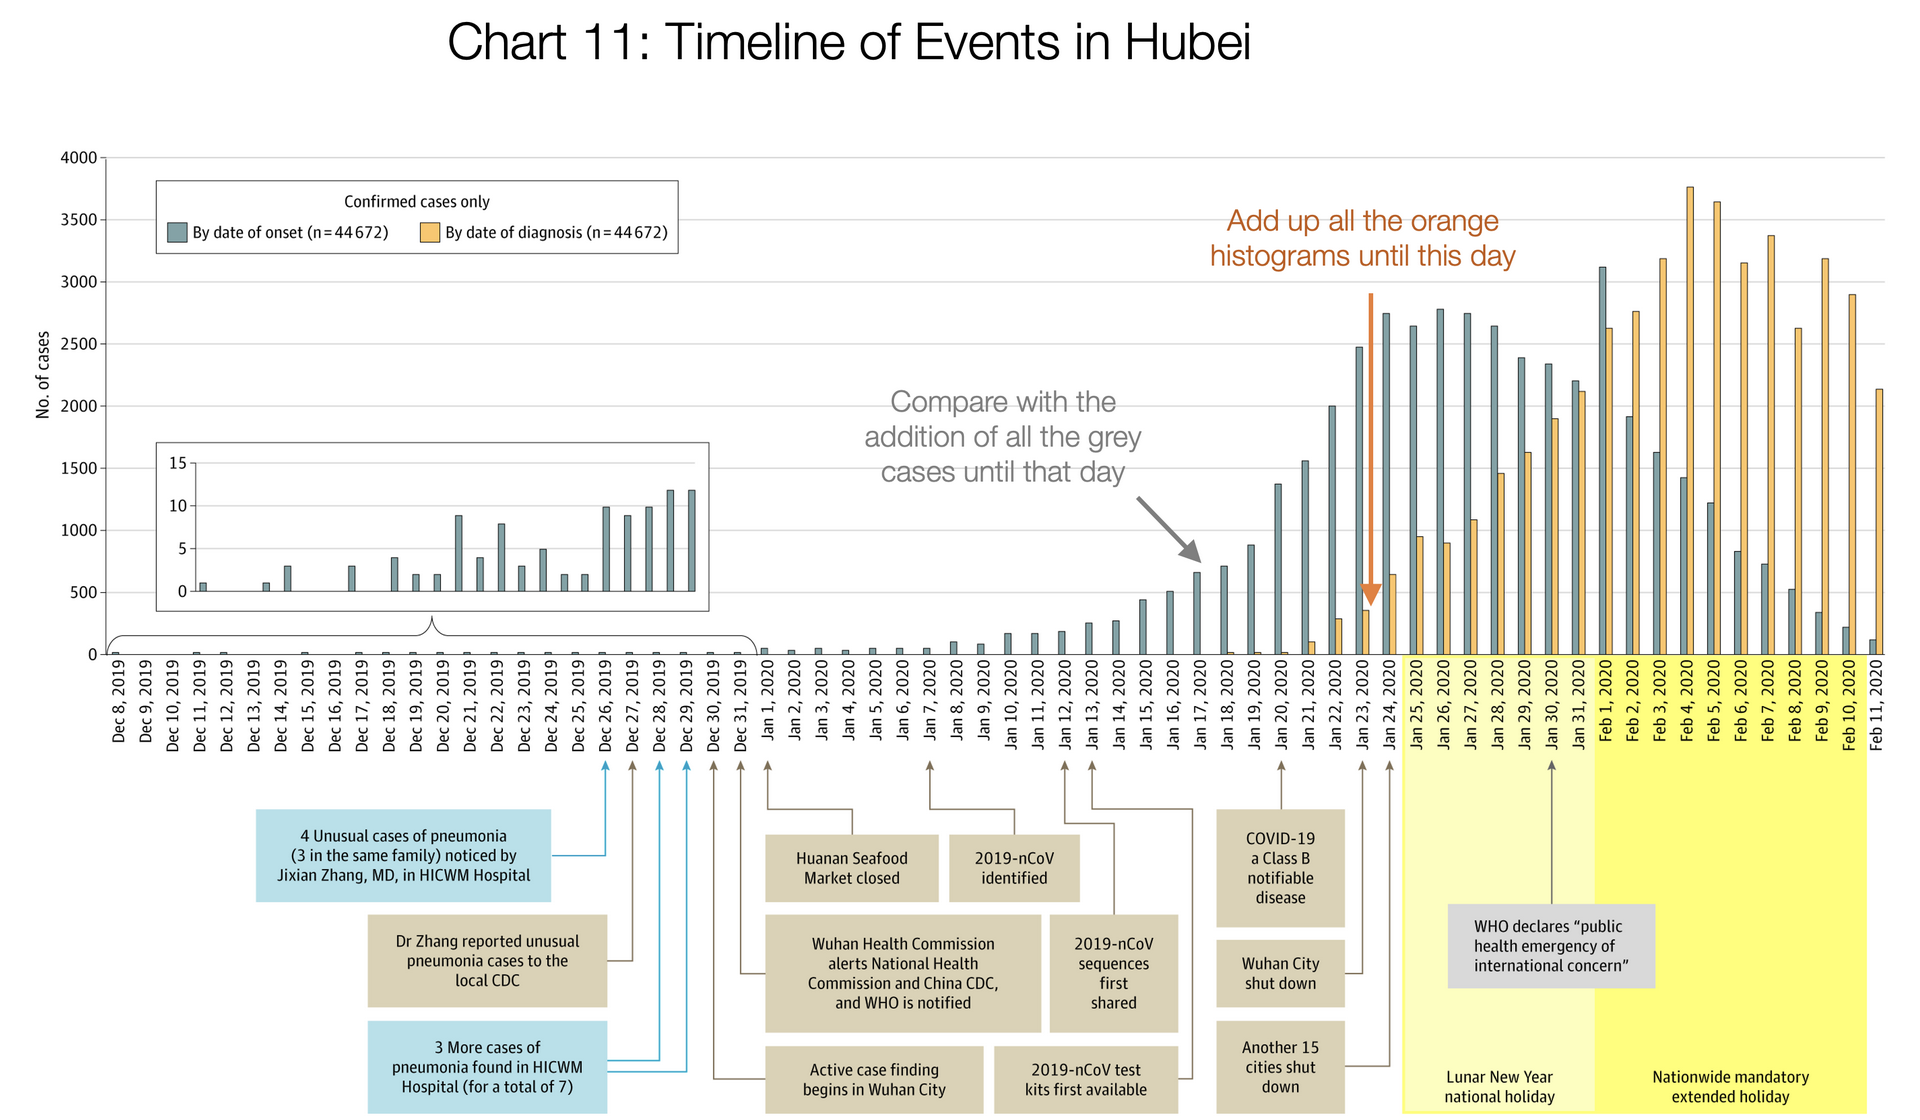 Chart 11: Timeline of Events in Hubei
4000
3500
3000
2500
2000
1500
1000
500
0
No. of cases
Confirmed cases only
By date of onset (n = 44 672)
By date of diagnosis (n = 44 672)
Add up all the orange
histograms until this day
Compare with the
addition of all the grey
cases until that day
15
10
5
0
Dec 8, 2019
Dec 9, 2019
Dec 10, 2019
Dec 11, 2019
Dec 12, 2019
Dec 13, 2019
Dec 14, 2019
Dec 15, 2019
Dec 16, 2019
Dec 17, 2019
Dec 18, 2019
Dec 19, 2019
Dec 20, 2019
Dec 21, 2019
Dec 22, 2019
Dec 23, 2019
Dec 24, 2019
Dec 25, 2019
Dec 26, 2019
Dec 27, 2019
Dec 28, 2019
Dec 29, 2019
Dec 30, 2019
Dec 31, 2019
Jan 1, 2020
Jan 2, 2020
Jan 3, 2020
Jan 4, 2020
Jan 5, 2020
Jan 6, 2020
Jan 7, 2020
Jan 8, 2020
Jan 9, 2020
Jan 10, 2020
Jan 11, 2020
Jan 12, 2020
Jan 13, 2020
Jan 14, 2020
Jan 15, 2020
Jan 16, 2020
Jan 17, 2020
Jan 18, 2020
Jan 19, 2020
Jan 20, 2020
Jan 21, 2020
Jan 22, 2020
Jan 23, 2020
Jan 24, 2020
Jan 25, 2020
Jan 26, 2020
Jan 27, 2020
Jan 28, 2020
Jan 29, 2020
Jan 30, 2020
Jan 31, 2020
Feb 1, 2020
Feb 2, 2020
Feb 3, 2020
Feb 4, 2020
Feb 5, 2020
Feb 6, 2020
Feb 7, 2020
Feb 8, 2020
Feb 9, 2020
Feb 10, 2020
Feb 11, 2020
4 Unusual cases of pneumonia
(3 in the same family) noticed by
Jixian Zhang, MD, in HICWM Hospital
Dr Zhang reported unusual
pneumonia cases to the
local CDC
3 More cases of
pneumonia found in HICWM
Hospital (for a total of 7)
Huanan Seafood
Market closed
2019-nCoV
identified
Wuhan Health Commission
alerts National Health
Commission and China CDC,
and WHO is notified
2019-nCoV
sequences
first
shared
Active case finding
begins in Wuhan City
2019-nCoV test
kits first available
COVID-19
a Class B
notifiable
disease
Wuhan City
shut down
Another 15
cities shut
down
WHO declares “public
health emergency of
international concern”
Lunar New Year
national holiday
Nationwide mandatory
extended holiday